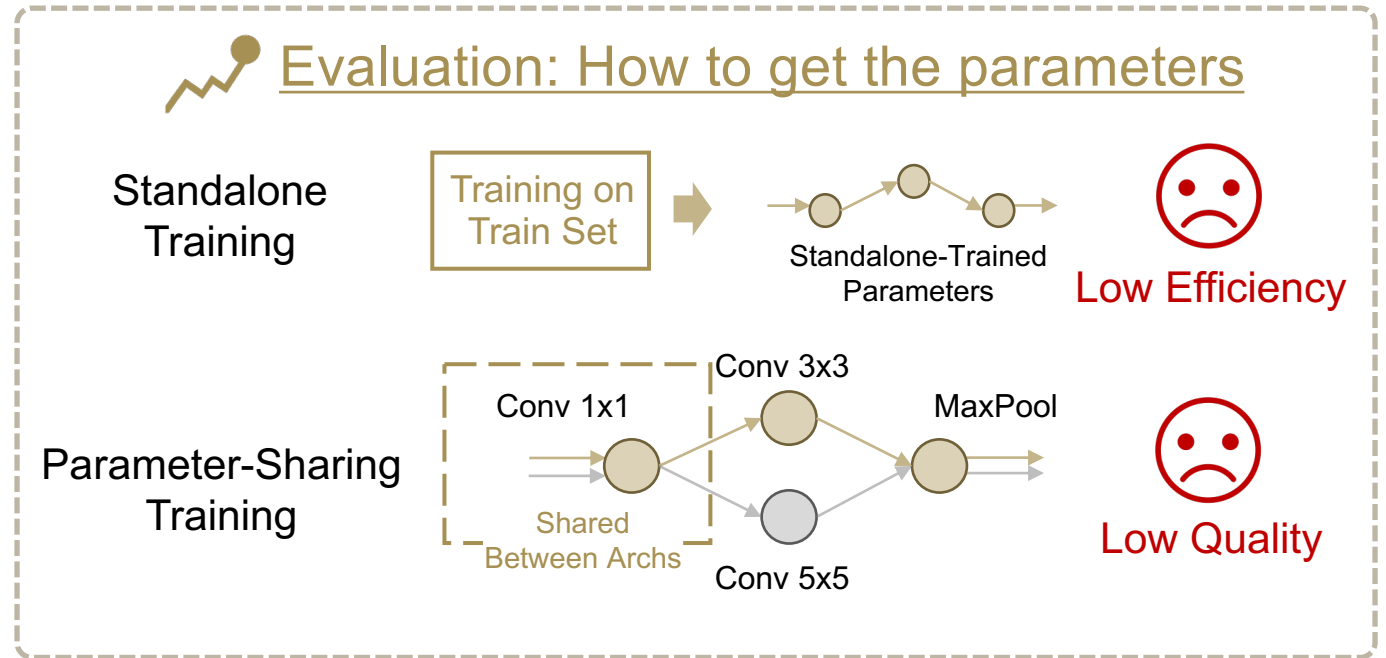 Evaluation: How to get the parameters
Standalone
Training
Training on
Train Set
Standalone-Trained
Parameters
Low Efficiency
Parameter-Sharing
Training
Conv 1x1
Shared
Between Archs
Conv 3x3
Conv 5x5
MaxPool
Low Quality